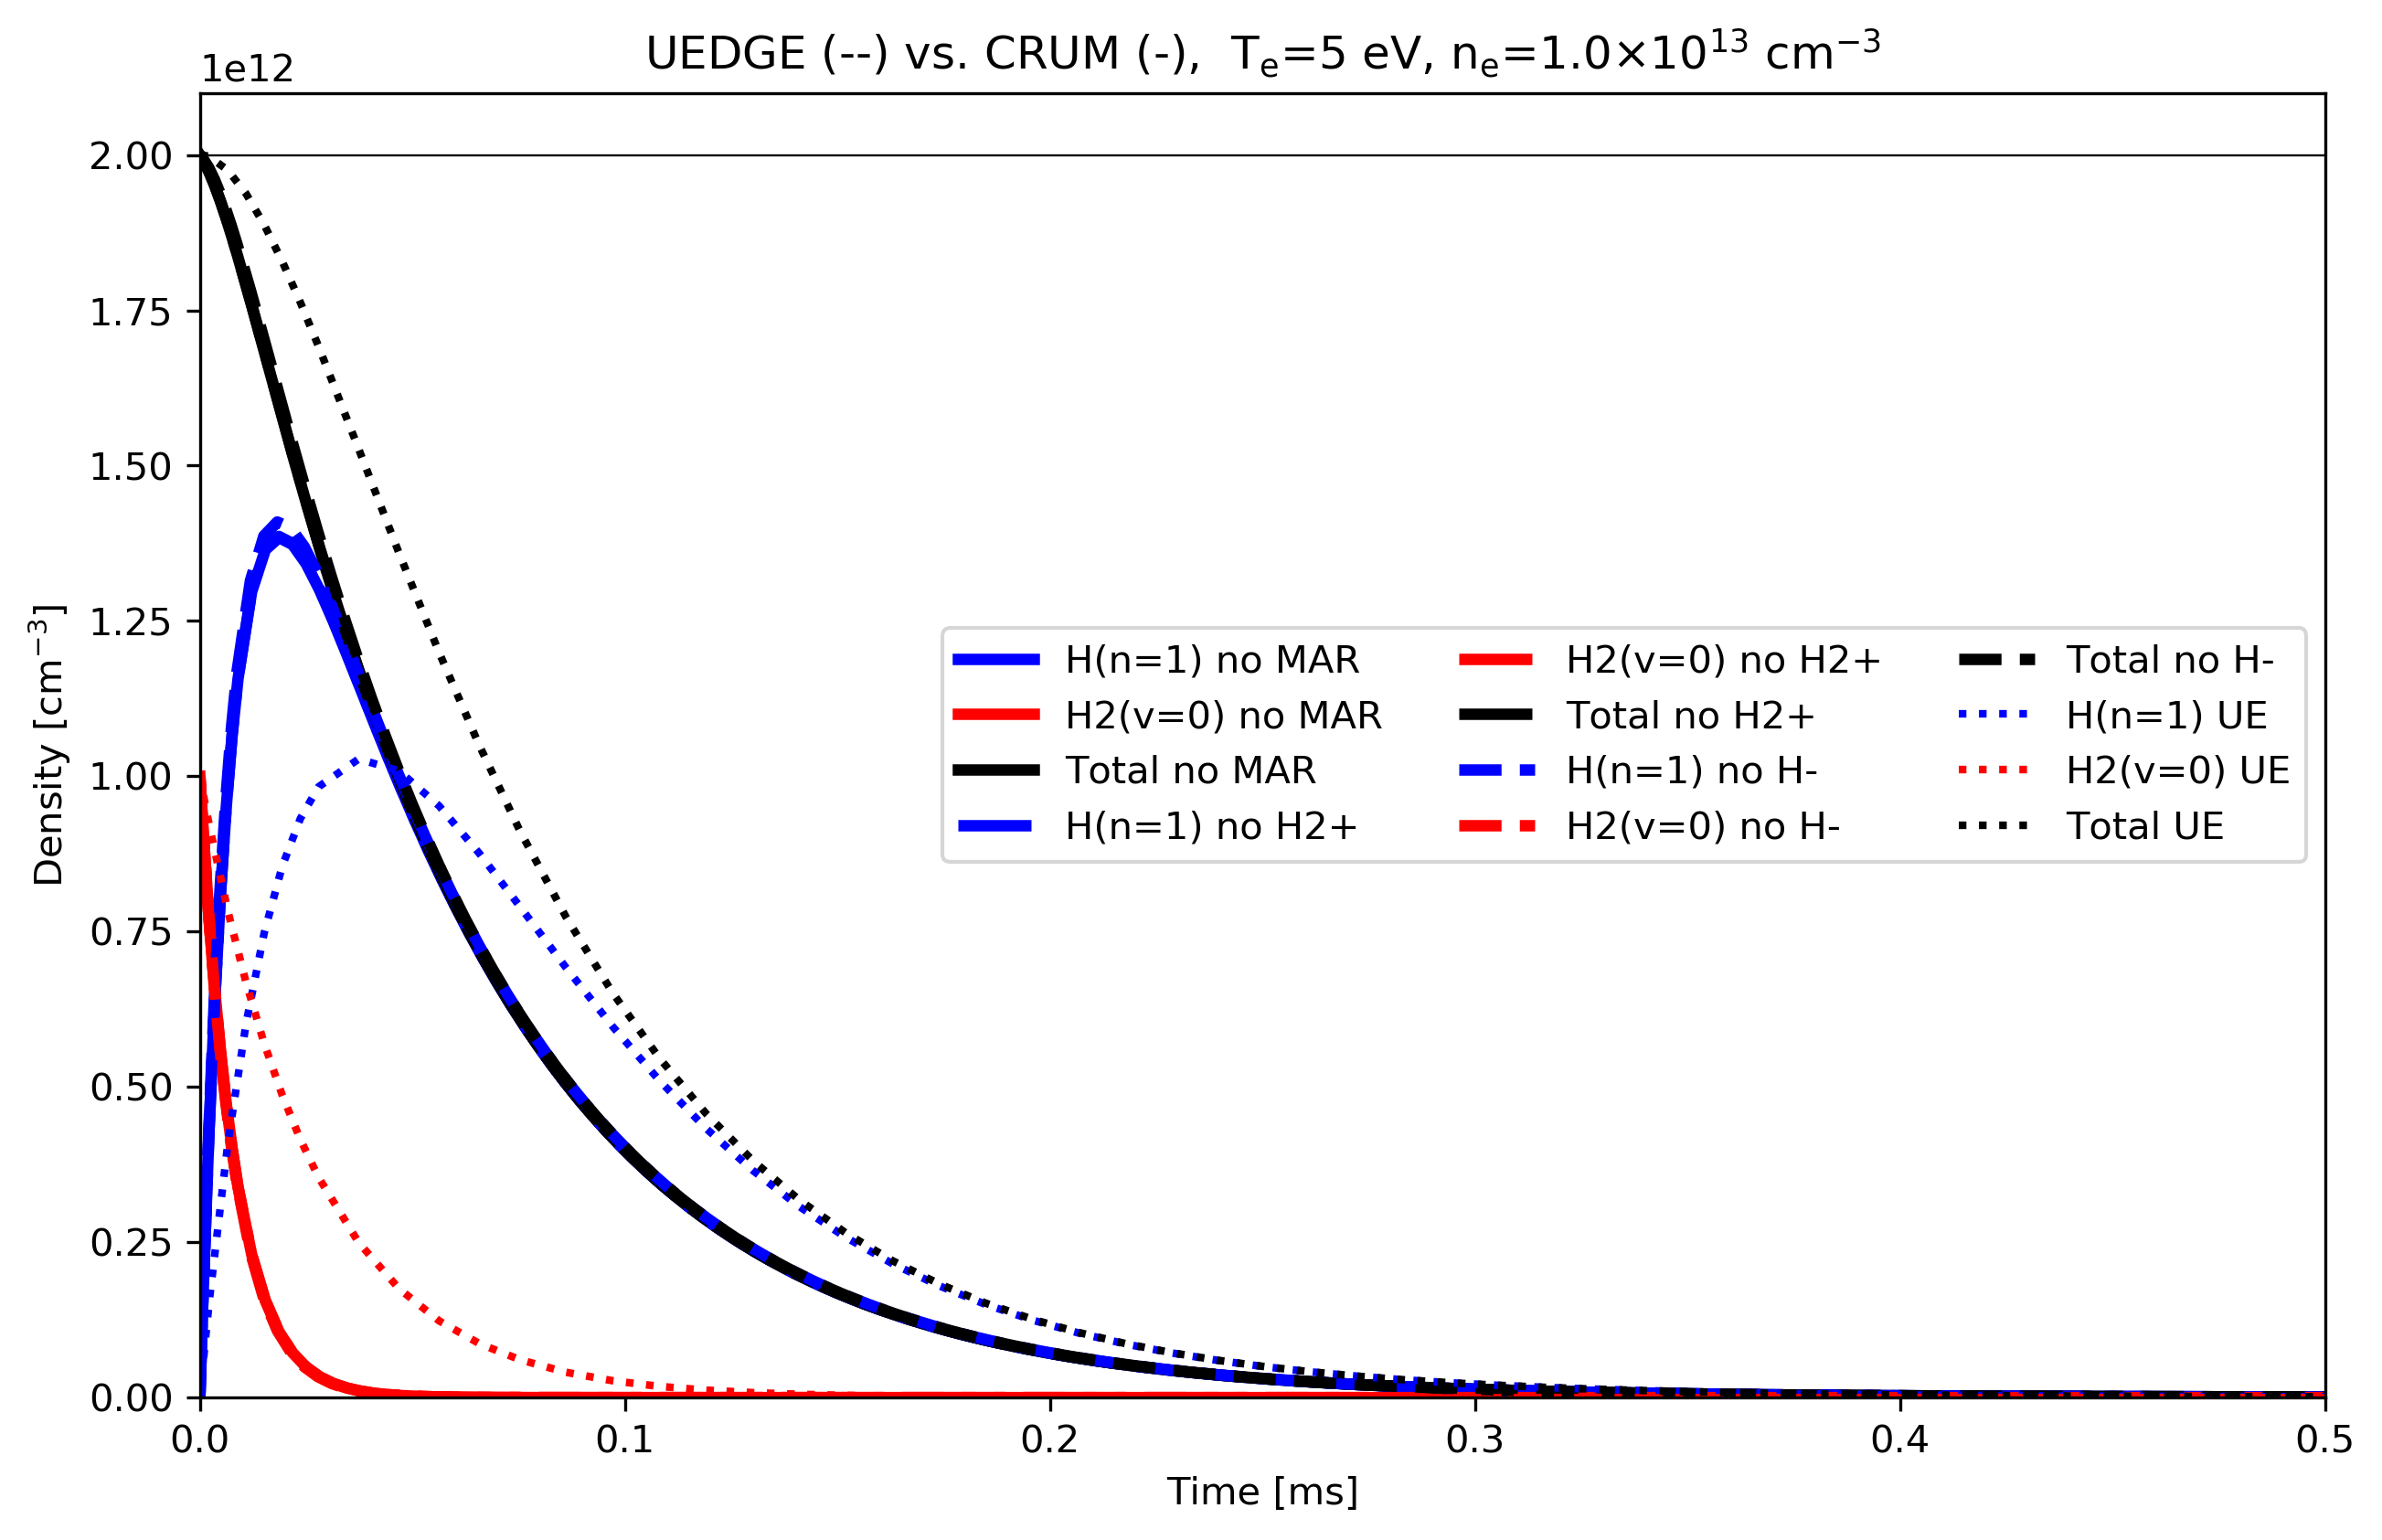 UEDGE (--) vs. CRUM (-),  Tₑ=5 eV, nₑ=1.0×10¹³ cm⁻³
1e12
2.00
1.75
1.50
1.25
1.00
0.75
0.50
0.25
0.00
Density [cm⁻³]
H(n=1) no MAR
H2(v=0) no MAR
Total no MAR
H(n=1) no H2+
H2(v=0) no H2+
Total no H2+
H(n=1) no H-
H2(v=0) no H-
Total no H-
H(n=1) UE
H2(v=0) UE
Total UE
0.0 0.1 0.2 0.3 0.4 0.5
Time [ms]